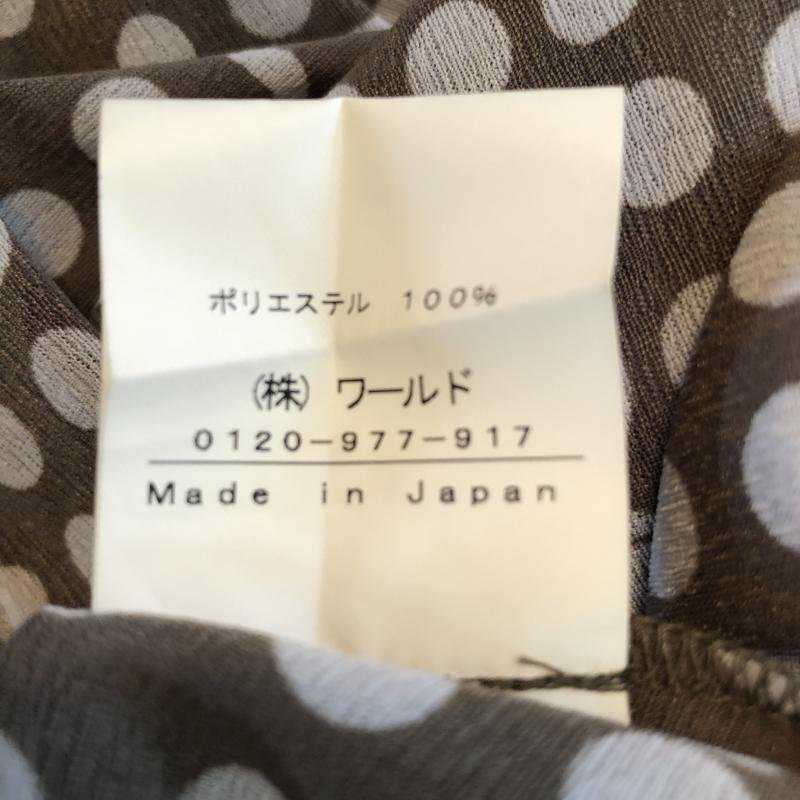 ポリエステル 100%
(株) ワールド
0120-977-917
Made in Japan